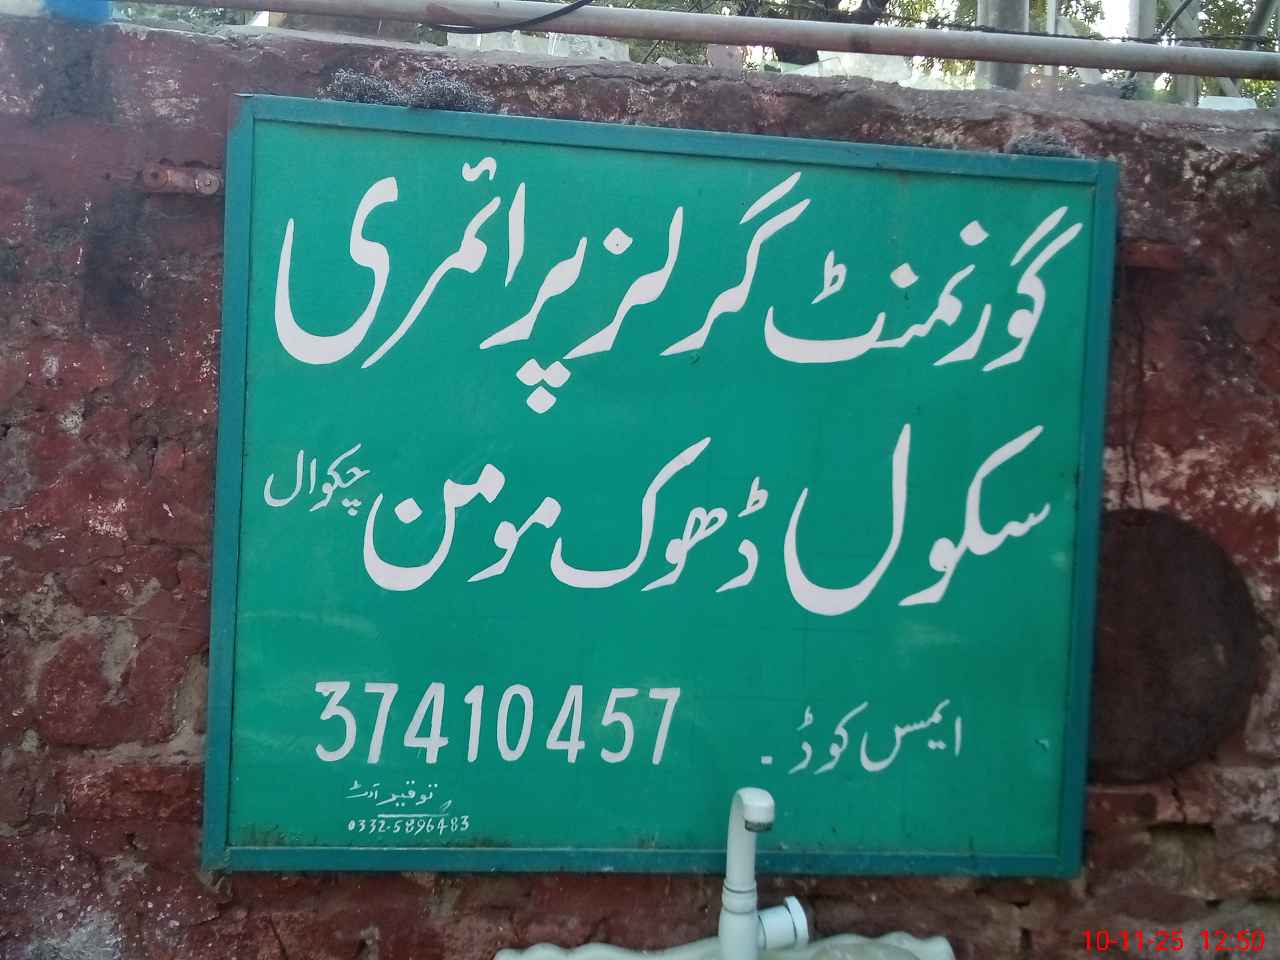 گورنمنٹ گرلز پرائمری
سکول ڈھوک مومن چکوال
ایمس کوڈ ۔ 37410457
توقیر آرٹ
0332-5896483
10-11-25 12:50